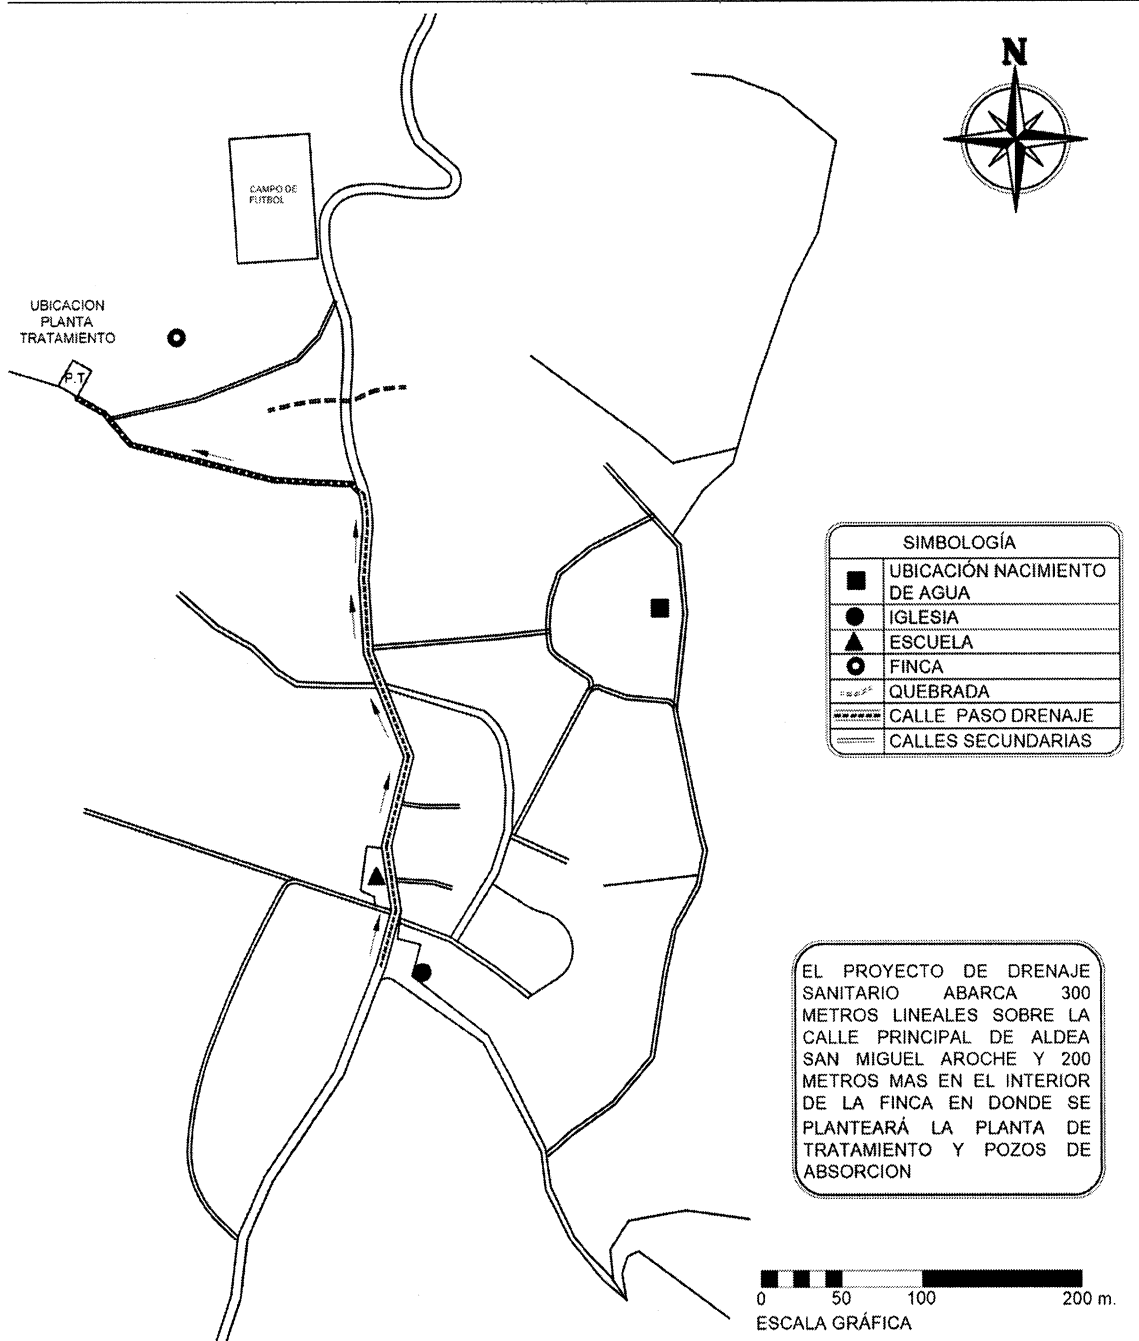 N
CAMPO DE
FUTBOL
UBICACION
PLANTA
TRATAMIENTO
P.T
SIMBOLOGÍA
UBICACIÓN NACIMIENTO
DE AGUA
IGLESIA
ESCUELA
FINCA
QUEBRADA
CALLE PASO DRENAJE
CALLES SECUNDARIAS
EL PROYECTO DE DRENAJE
SANITARIO ABARCA 300
METROS LINEALES SOBRE LA
CALLE PRINCIPAL DE ALDEA
SAN MIGUEL AROCHE Y 200
METROS MAS EN EL INTERIOR
DE LA FINCA EN DONDE SE
PLANTEARÁ LA PLANTA DE
TRATAMIENTO Y POZOS DE
ABSORCION
0 50 100 200 m.
ESCALA GRÁFICA